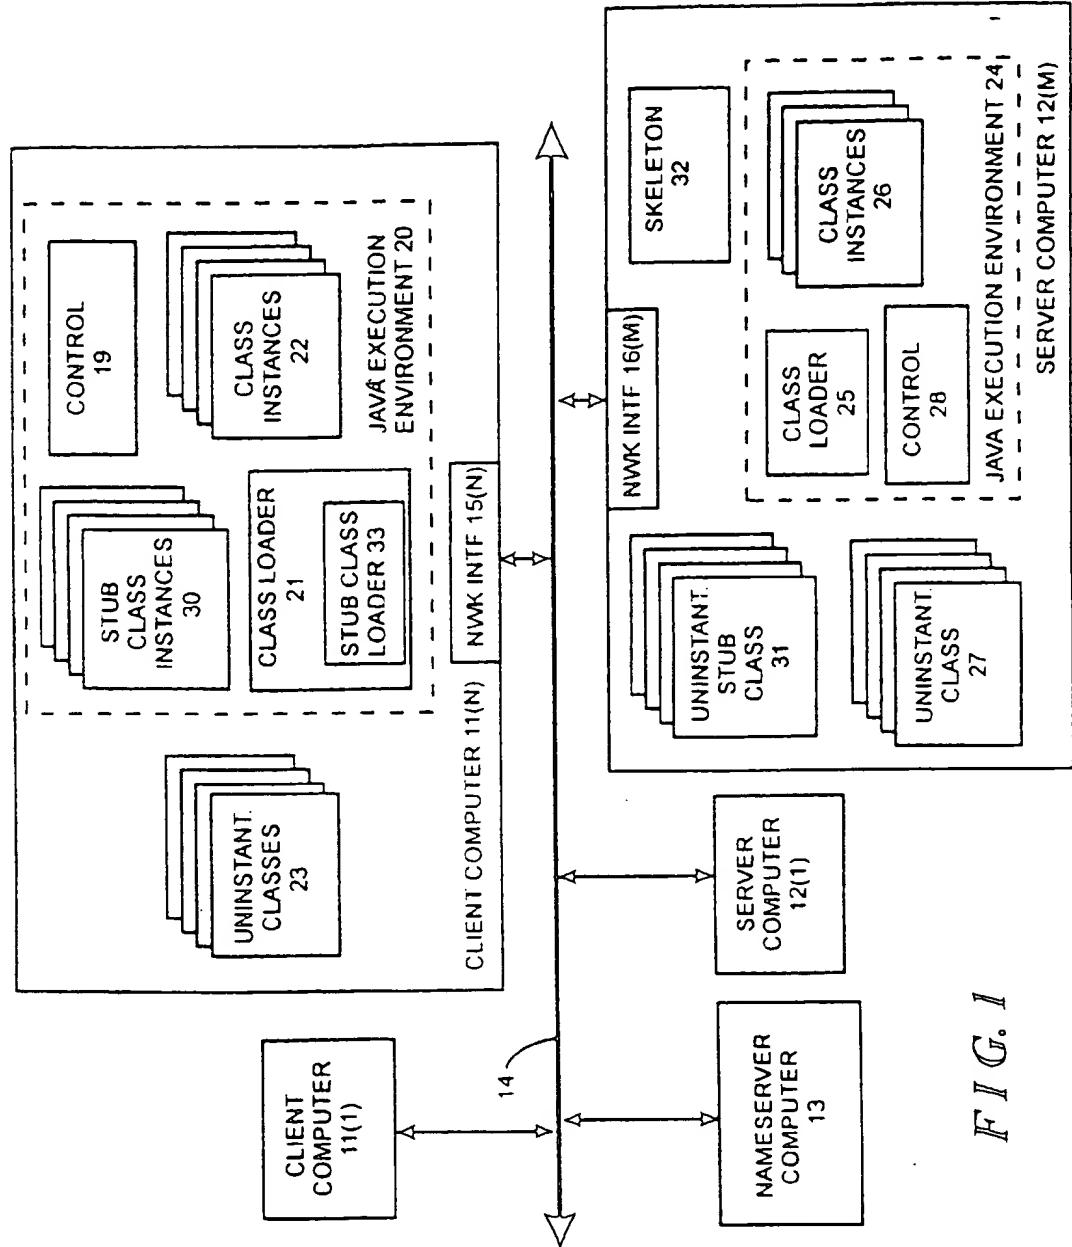 CLIENT
COMPUTER
11(1)
UNINSTANT.
CLASSES
23
STUB
CLASS
INSTANCES
30
CONTROL
19
CLASS LOADER
21
STUB CLASS
LOADER 33
CLASS
INSTANCES
22
JAVA EXECUTION
ENVIRONMENT 20
CLIENT COMPUTER 11(N)
NWK INTF 15(N)
14
NAMESERVER
COMPUTER
13
SERVER
COMPUTER
12(1)
NWK INTF 16(M)
UNINSTANT.
STUB
CLASS
31
SKELETON
32
CLASS
LOADER
25
CLASS
INSTANCES
26
UNINSTANT.
CLASS
27
CONTROL
28
JAVA EXECUTION ENVIRONMENT 24
SERVER COMPUTER 12(M)
FIG. 1